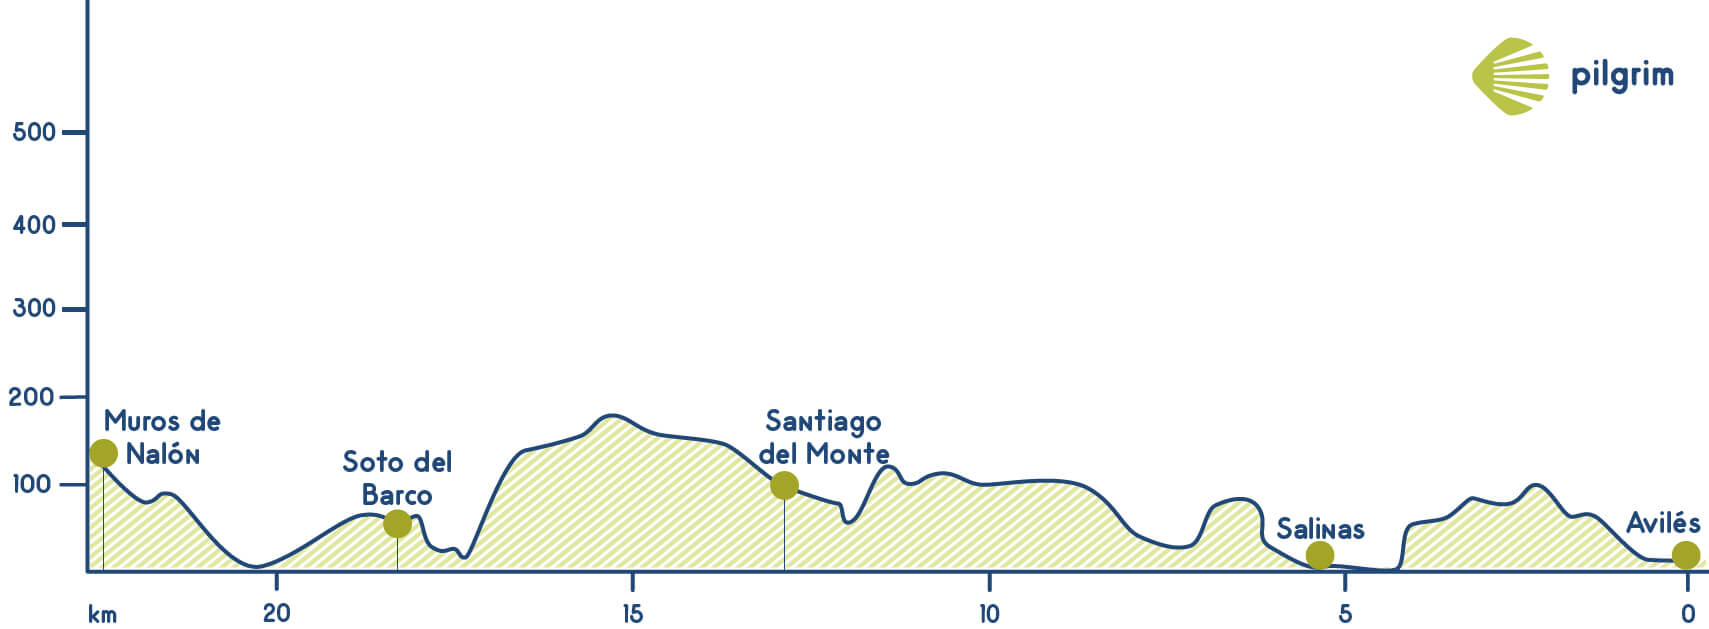 pilgrim
500
400
300
200
100
Muros de
Nalón
Soto del
Barco
Santiago
del Monte
Salinas
Avilés
km 20 15 10 5 0